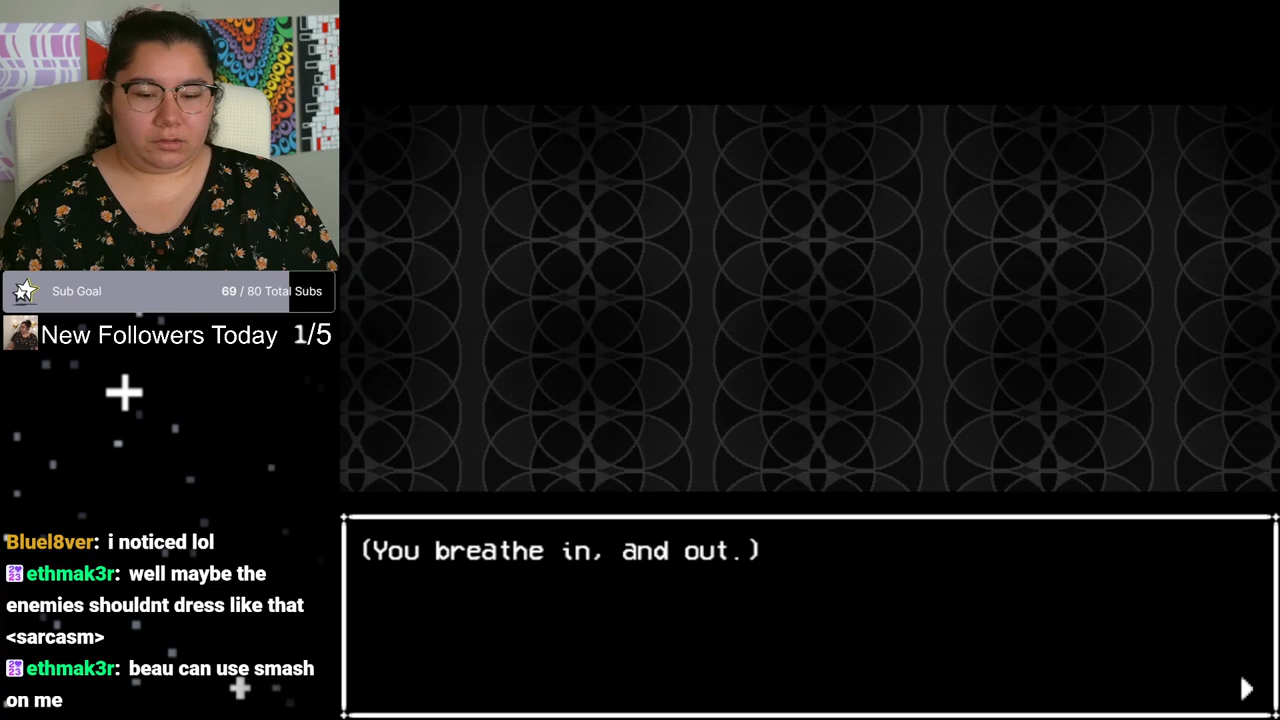 Sub Goal 69 / 80 Total Subs
New Followers Today 1/5
Bluel8ver: i noticed lol
ethmak3r: well maybe the
enemies shouldnt dress like that
<sarcasm>
ethmak3r: beau can use smash
on me
(You breathe in, and out.)